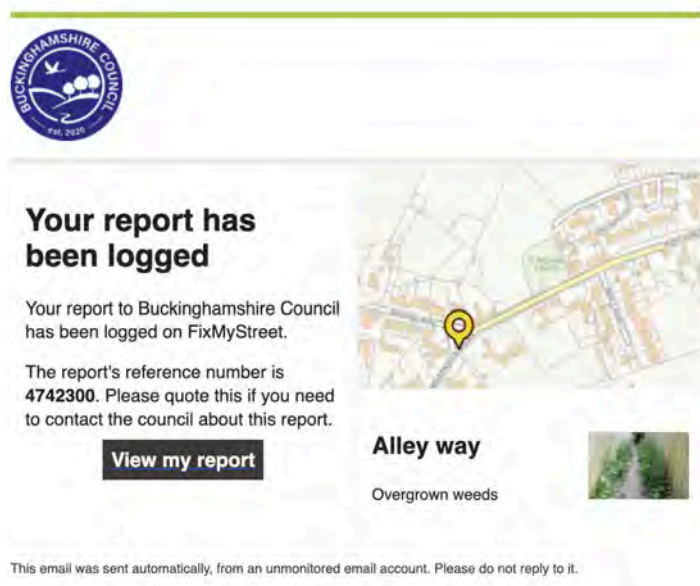 BUCKINGHAMSHIRE COUNCIL
est. 2020
Your report has
been logged
Your report to Buckinghamshire Council
has been logged on FixMyStreet.
The report's reference number is
4742300. Please quote this if you need
to contact the council about this report.
View my report
Alley way
Overgrown weeds
This email was sent automatically, from an unmonitored email account. Please do not reply to it.